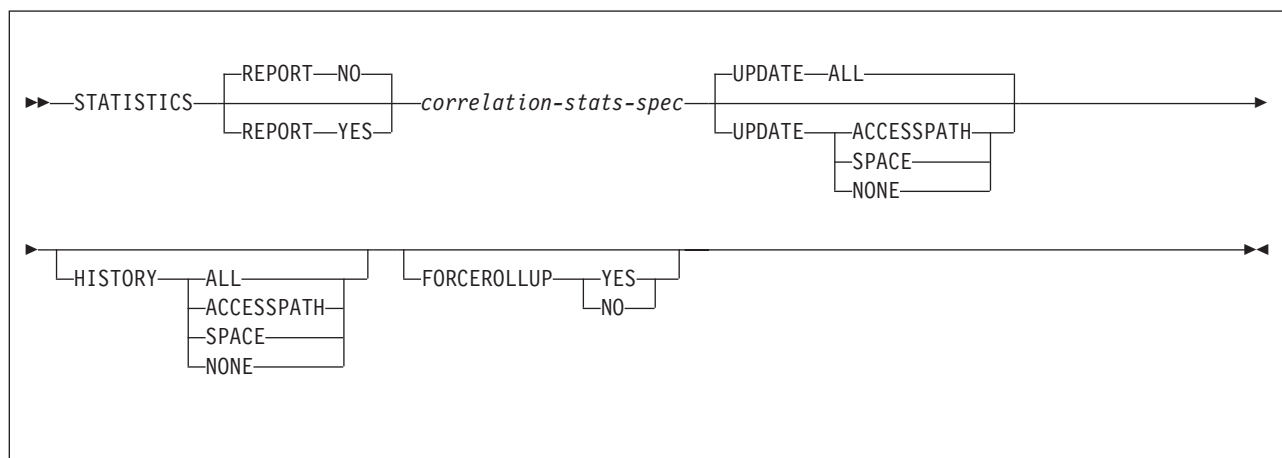 REPORT NO UPDATE ALL
STATISTICS correlation-stats-spec
REPORT YES UPDATE ACCESSPATH
SPACE
NONE
HISTORY ALL FORCEROLLUP YES
ACCESSPATH NO
SPACE
NONE